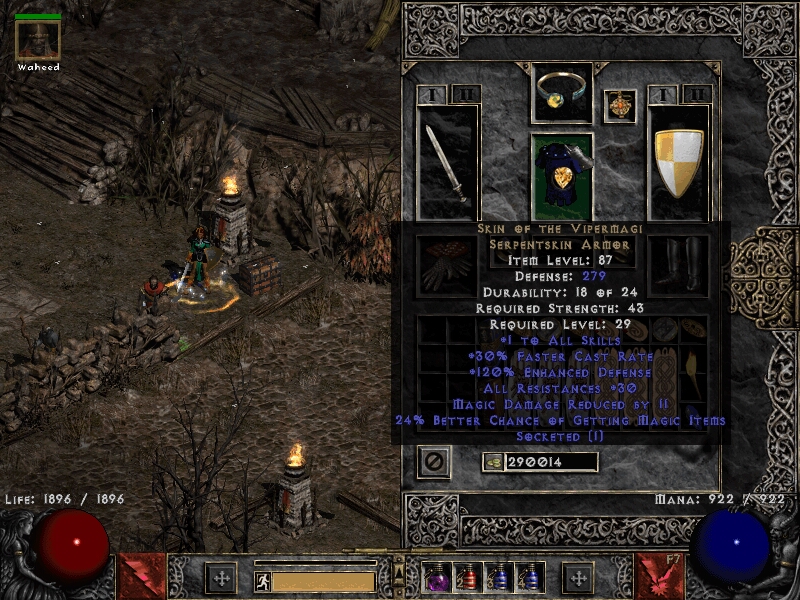 Waheed
I
II
I
II
Skin of the Vipermagi
Serpentskin Armor
Item Level: 87
Defense: 279
Durability: 18 of 24
Required Strength: 43
Required Level: 29
+1 to All Skills
+30% Faster Cast Rate
+120% Enhanced Defense
All Resistances +30
Magic Damage Reduced by 11
24% Better Chance of Getting Magic Items
Socketed (1)
290014
Life: 1896 / 1896
Mana: 922 / 922
F7